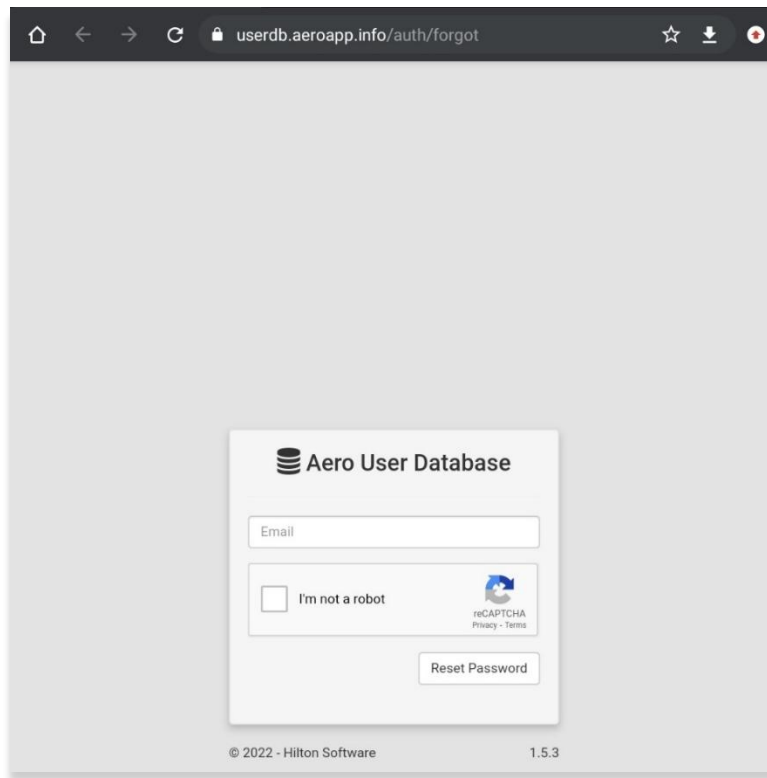 userdb.aeroapp.info/auth/forgot
Aero User Database
Email
I'm not a robot
reCAPTCHA
Privacy - Terms
Reset Password
© 2022 - Hilton Software 1.5.3